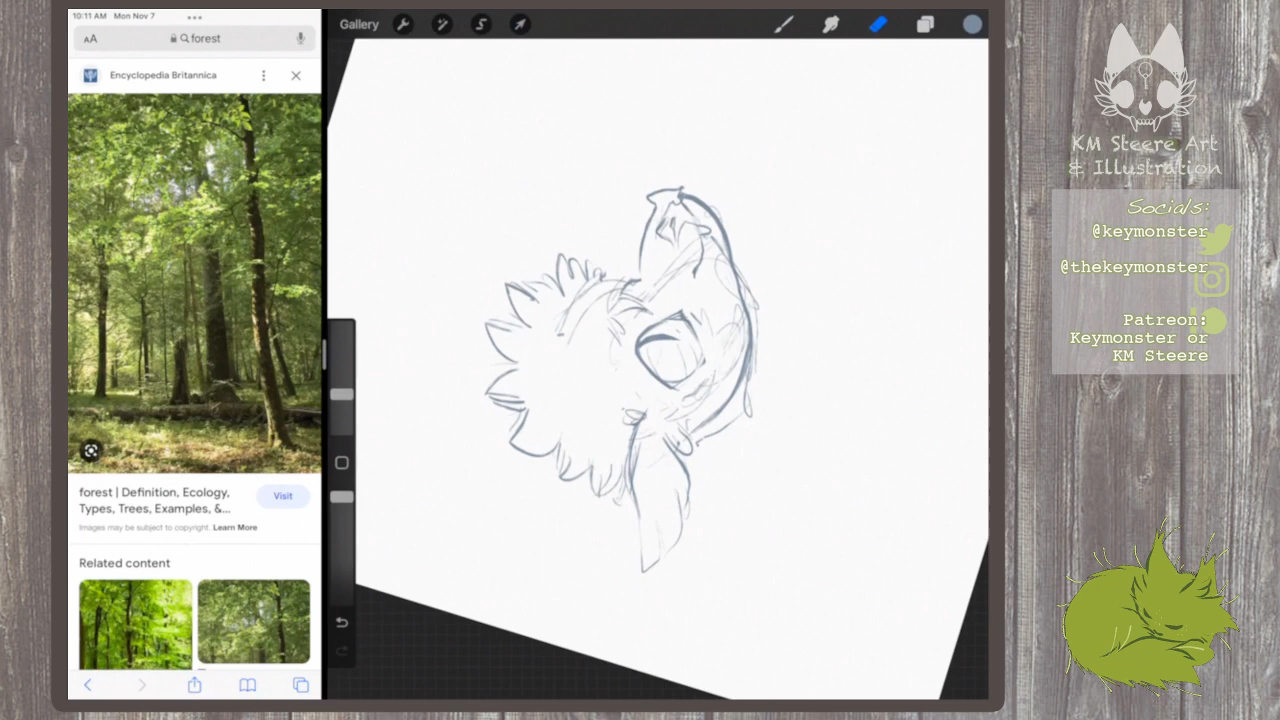 10:11 AM Mon Nov 7
AA
forest
Encyclopedia Britannica
forest | Definition, Ecology,
Types, Trees, Examples, &...
Visit
Images may be subject to copyright. Learn More
Related content
Gallery
KM Steere Art
& Illustration
Socials:
@keymonster
@thekeymonster
Patreon:
Keymonster or
KM Steere